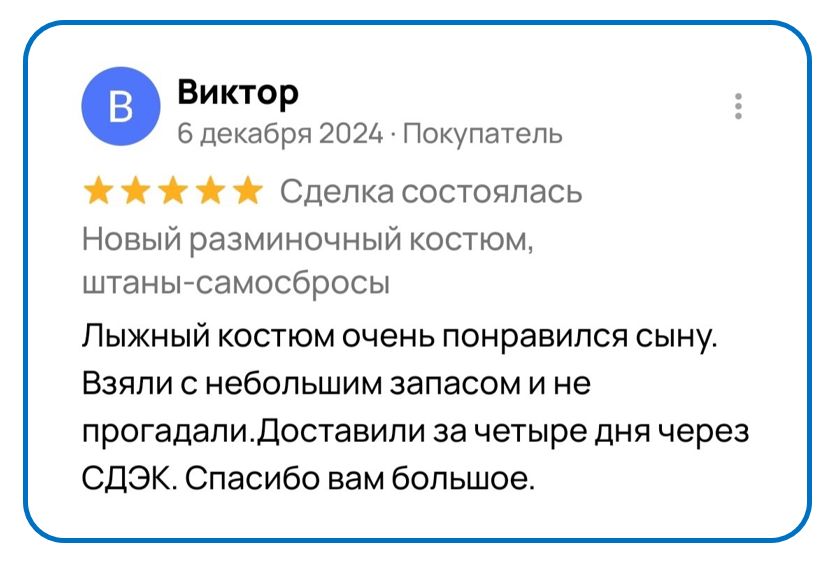 В
Виктор
6 декабря 2024 · Покупатель
Сделка состоялась
Новый разминочный костюм,
штаны-самосбросы
Лыжный костюм очень понравился сыну.
Взяли с небольшим запасом и не
прогадали.Доставили за четыре дня через
СДЭК. Спасибо вам большое.